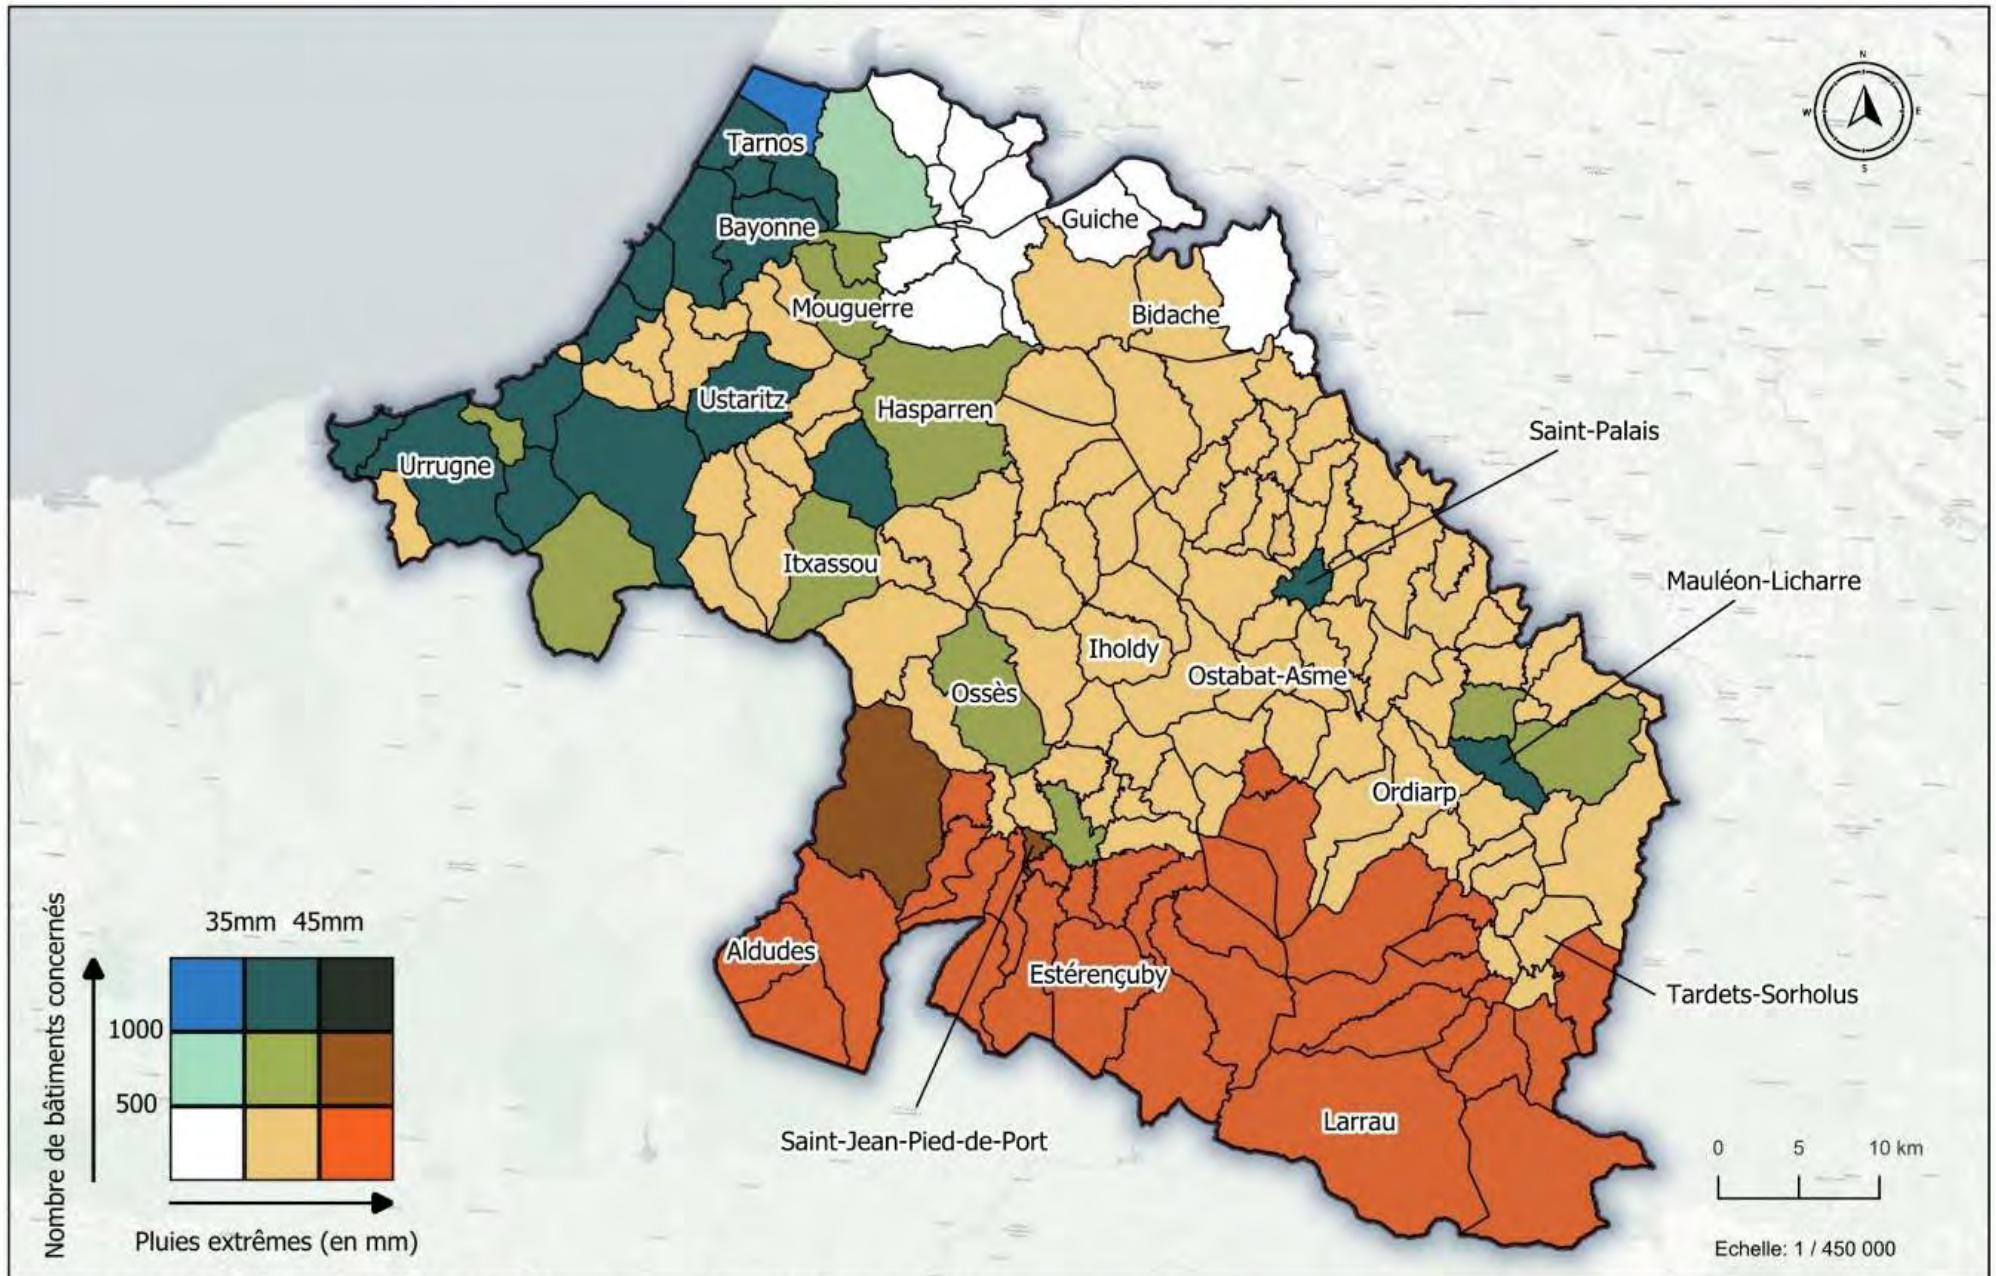 N
W
E
S
Tarnos
Bayonne
Guiche
Mouguerre
Bidache
Ustaritz
Hasparren
Saint-Palais
Urrugne
Itxassou
Mauléon-Licharre
Iholdy
Ostabat-Asme
Ossès
Ordiarp
Aldudes
Estérençuby
Tardets-Sorholus
Larrau
Saint-Jean-Pied-de-Port
35mm 45mm
Nombre de bâtiments concernés
1000
500
Pluies extrêmes (en mm)
0 5 10 km
Echelle: 1 / 450 000